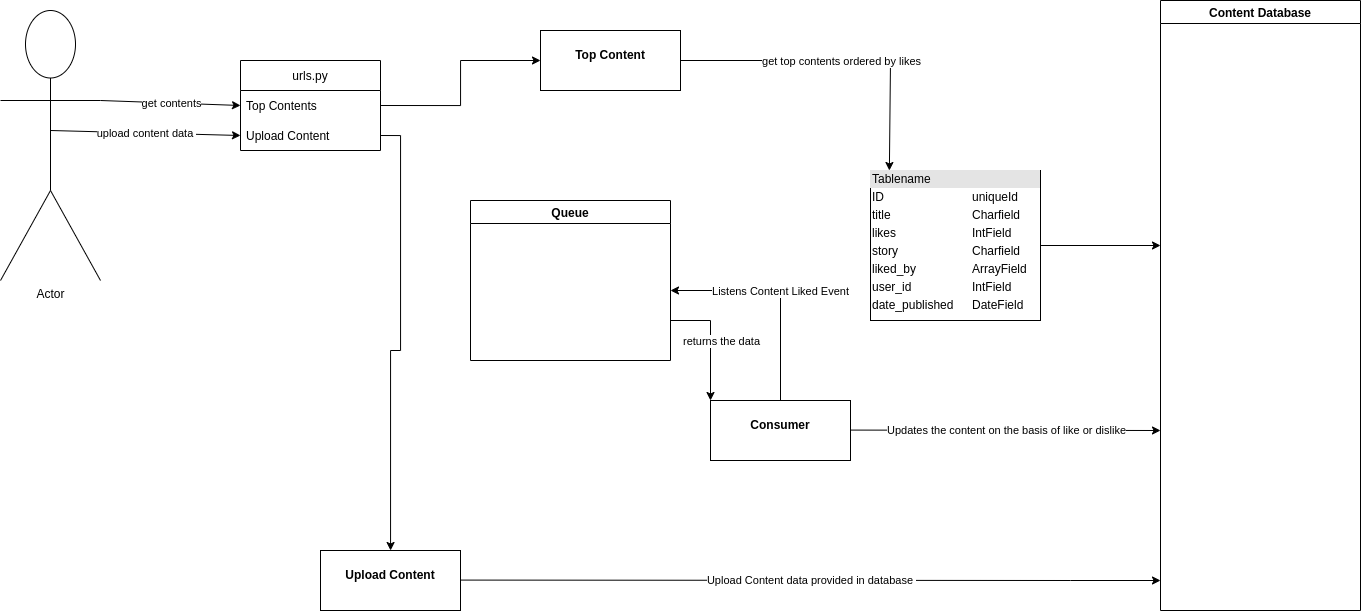 Content Database
Top Content
get top contents ordered by likes
urls.py
get contents
Top Contents
upload content data
Upload Content
Tablename
ID uniqueId
title Charfield
likes IntField
story Charfield
liked_by ArrayField
user_id IntField
date_published DateField
Queue
Actor
Listens Content Liked Event
returns the data
Consumer
Updates the content on the basis of like or dislike
Upload Content
Upload Content data provided in database